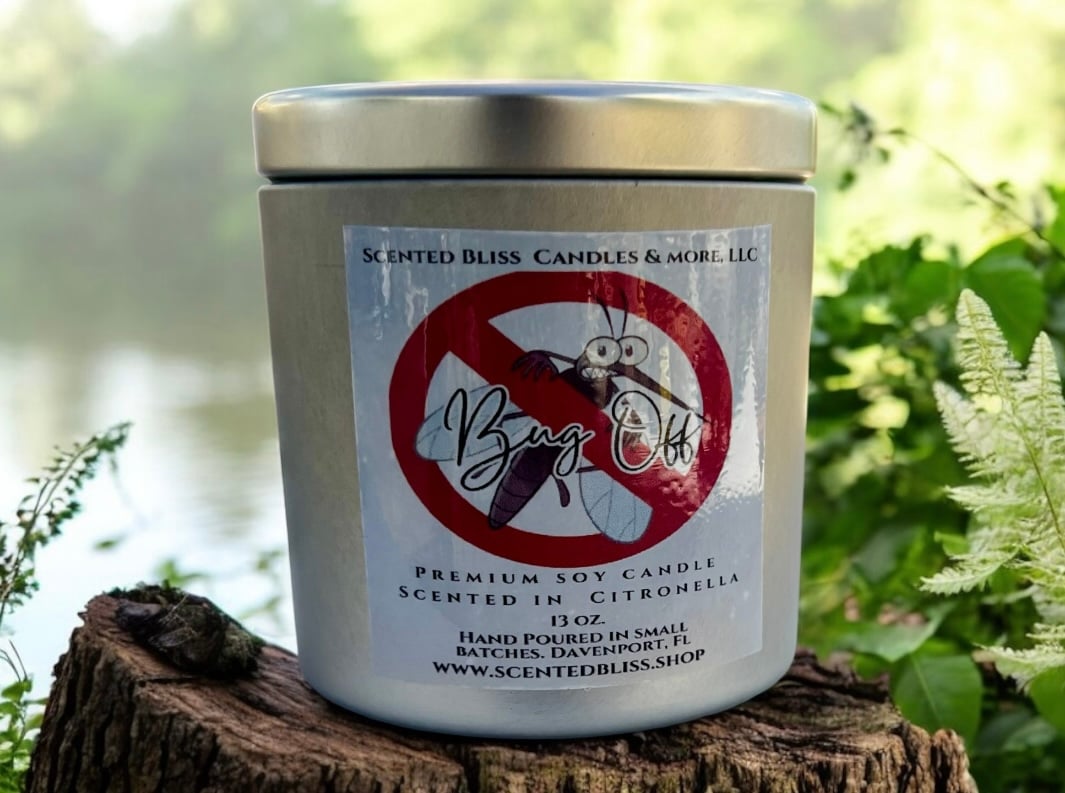 Scented Bliss Candles & more, LLC
Bug Off
Premium Soy Candle
Scented in Citronella
13 oz.
Hand Poured in small
batches. Davenport, FL
www.scentedbliss.shop